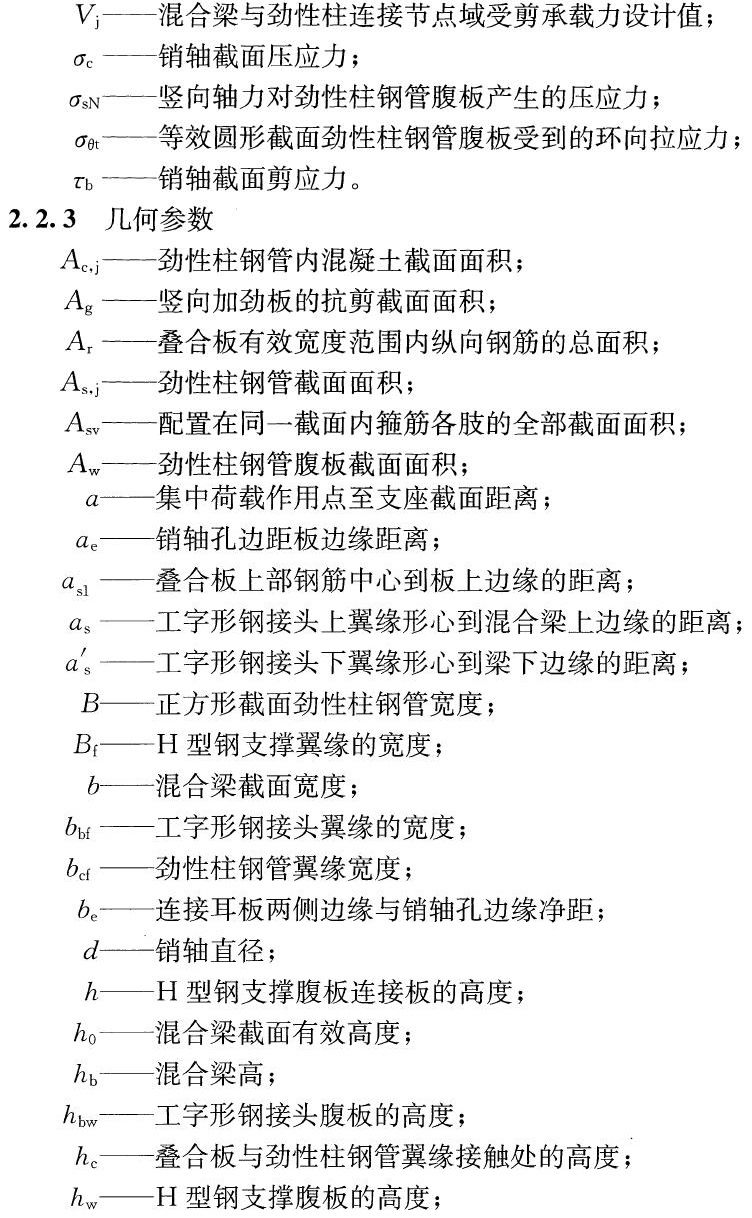 V_j——混合梁与劲性柱连接节点域受剪承载力设计值；
σ_c——销轴截面压应力；
σ_sN——竖向轴力对劲性柱钢管腹板产生的压应力；
σ_θt——等效圆形截面劲性柱钢管腹板受到的环向拉应力；
τ_b——销轴截面剪应力。
2.2.3 几何参数
A_c,j——劲性柱钢管内混凝土截面面积；
A_g——竖向加劲板的抗剪截面面积；
A_r——叠合板有效宽度范围内纵向钢筋的总面积；
A_s,j——劲性柱钢管截面面积；
A_sv——配置在同一截面内箍筋各肢的全部截面面积；
A_w——劲性柱钢管腹板截面面积；
a——集中荷载作用点至支座截面距离；
a_e——销轴孔边距板边缘距离；
a_s1——叠合板上部钢筋中心到板上边缘的距离；
a_s——工字形钢接头上翼缘形心到混合梁上边缘的距离；
a′_s——工字形钢接头下翼缘形心到梁下边缘的距离；
B——正方形截面劲性柱钢管宽度；
B_f——H 型钢支撑翼缘的宽度；
b——混合梁截面宽度；
b_bf——工字形钢接头翼缘的宽度；
b_cf——劲性柱钢管翼缘宽度；
b_e——连接耳板两侧边缘与销轴孔边缘净距；
d——销轴直径；
h——H 型钢支撑腹板连接板的高度；
h_0——混合梁截面有效高度；
h_b——混合梁高；
h_bw——工字形钢接头腹板的高度；
h_c——叠合板与劲性柱钢管翼缘接触处的高度；
h_w——H 型钢支撑腹板的高度；